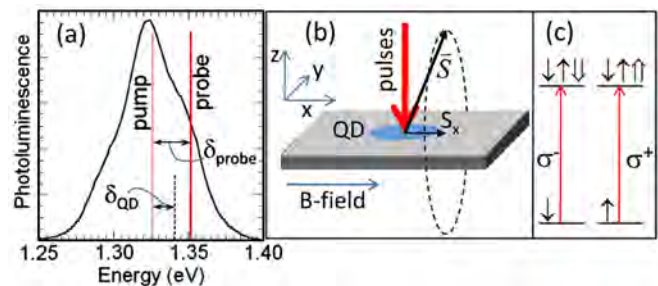 (a)
Photoluminescence
pump
probe
δprobe
δQD
1.25 1.30 1.35 1.40
Energy (eV)
(b)
z
y
x
pulses
S̄
QD
Sx
B-field
(c)
↓↑⇓ ↓↑⇑
σ- σ+
↓ ↑